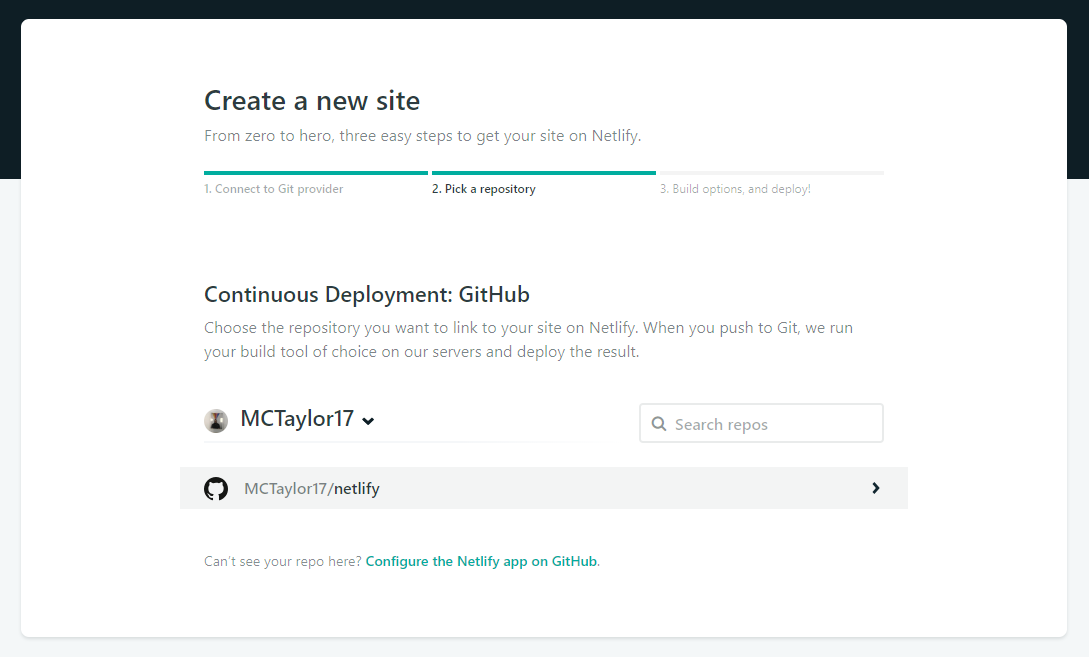 Create a new site
From zero to hero, three easy steps to get your site on Netlify.
1. Connect to Git provider
2. Pick a repository
3. Build options, and deploy!
Continuous Deployment: GitHub
Choose the repository you want to link to your site on Netlify. When you push to Git, we run
your build tool of choice on our servers and deploy the result.
MCTaylor17
Search repos
MCTaylor17/netlify
Can't see your repo here? Configure the Netlify app on GitHub.